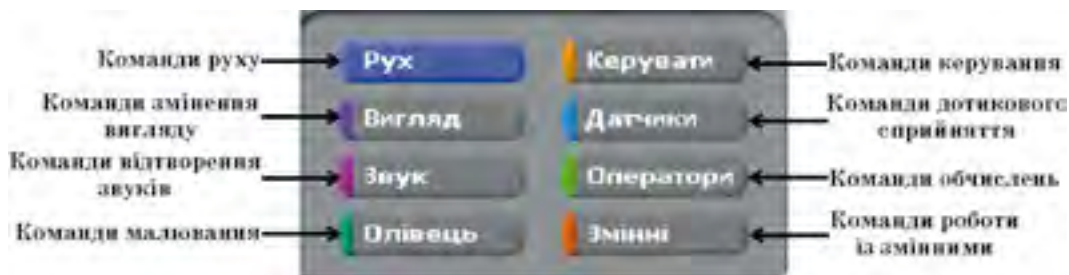 Команди руху
Рух
Керувати
Команди керування
Команди змінення
вигляду
Вигляд
Датчики
Команди дотикового
сприйняття
Команди відтворення
звуків
Звук
Оператори
Команди обчислень
Команди малювання
Олівець
Змінні
Команди роботи
із змінними